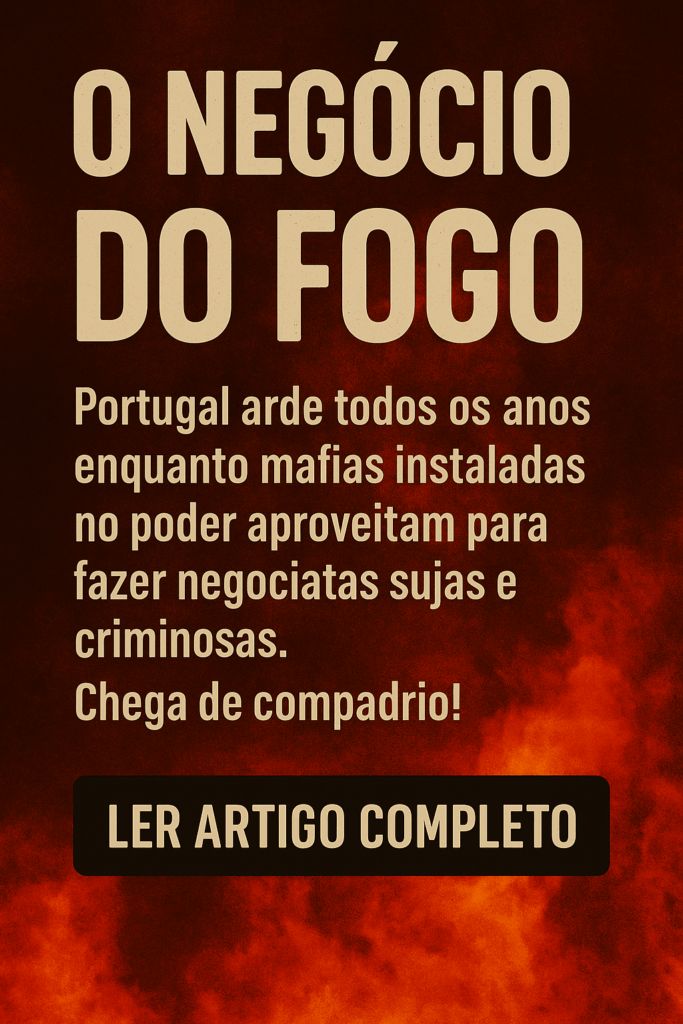 O NEGÓCIO
DO FOGO
Portugal arde todos os anos
enquanto mafias instaladas
no poder aproveitam para
fazer negociatas sujas e
criminosas.
Chega de compadrio!
LER ARTIGO COMPLETO